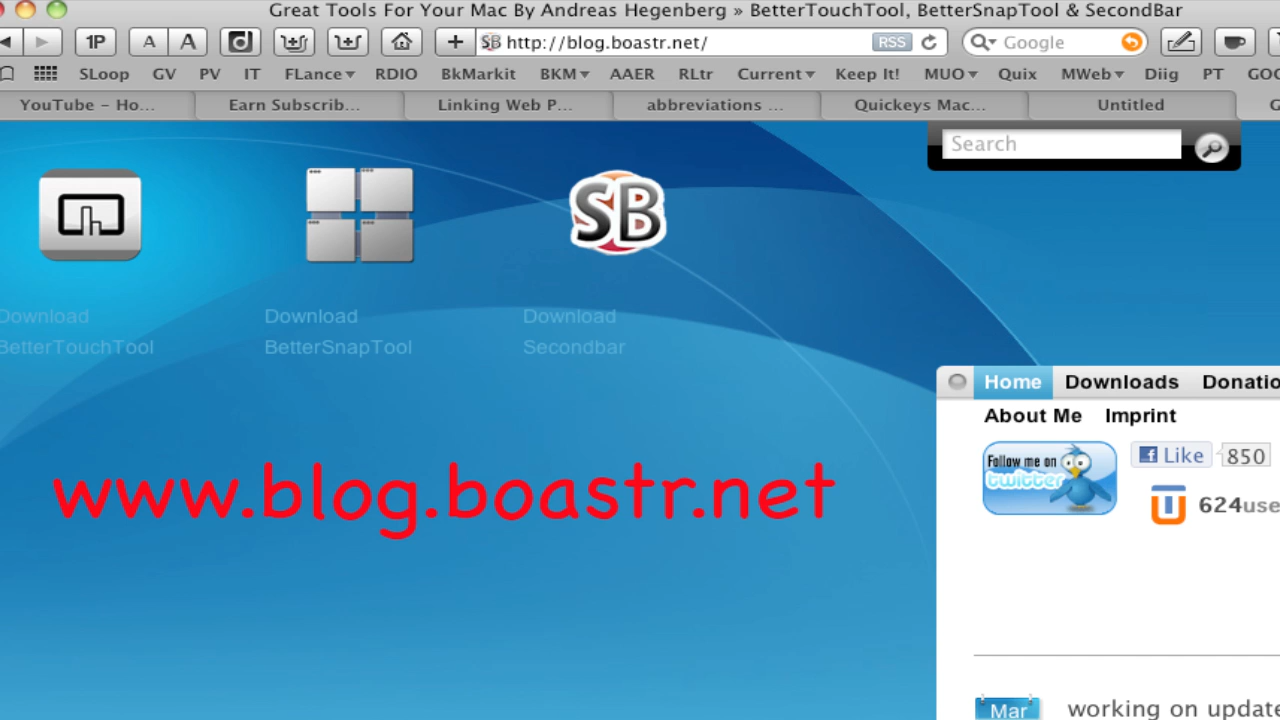 Great Tools For Your Mac By Andreas Hegenberg » BetterTouchTool, BetterSnapTool & SecondBar
1P A A d http://blog.boastr.net/ RSS Google
SLoop GV PV IT FLance RDIO BkMarkit BKM AAER RLtr Current Keep It! MUO Quix MWeb Diig PT GOO
YouTube – Ho... Earn Subscrib... Linking Web P... abbreviations ... Quickeys Mac... Untitled G
Search
SB
Download BetterTouchTool
Download BetterSnapTool
Download Secondbar
www.blog.boastr.net
Home Downloads Donatio
About Me Imprint
Follow me on twitter
Like 850
624use
Mar working on update